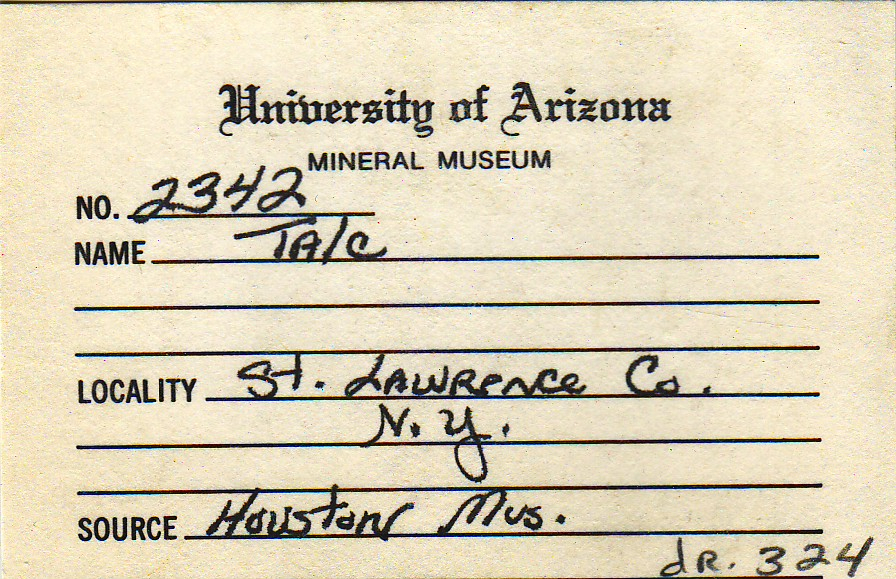 University of Arizona
MINERAL MUSEUM
NO. 2342
NAME Talc
LOCALITY St. Lawrence Co.
N.Y.
SOURCE Houston Mus.
dR. 324